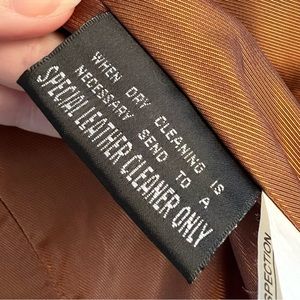 WHEN DRY CLEANING IS
NECESSARY SEND TO A
SPECIAL LEATHER CLEANER ONLY
SPECTION